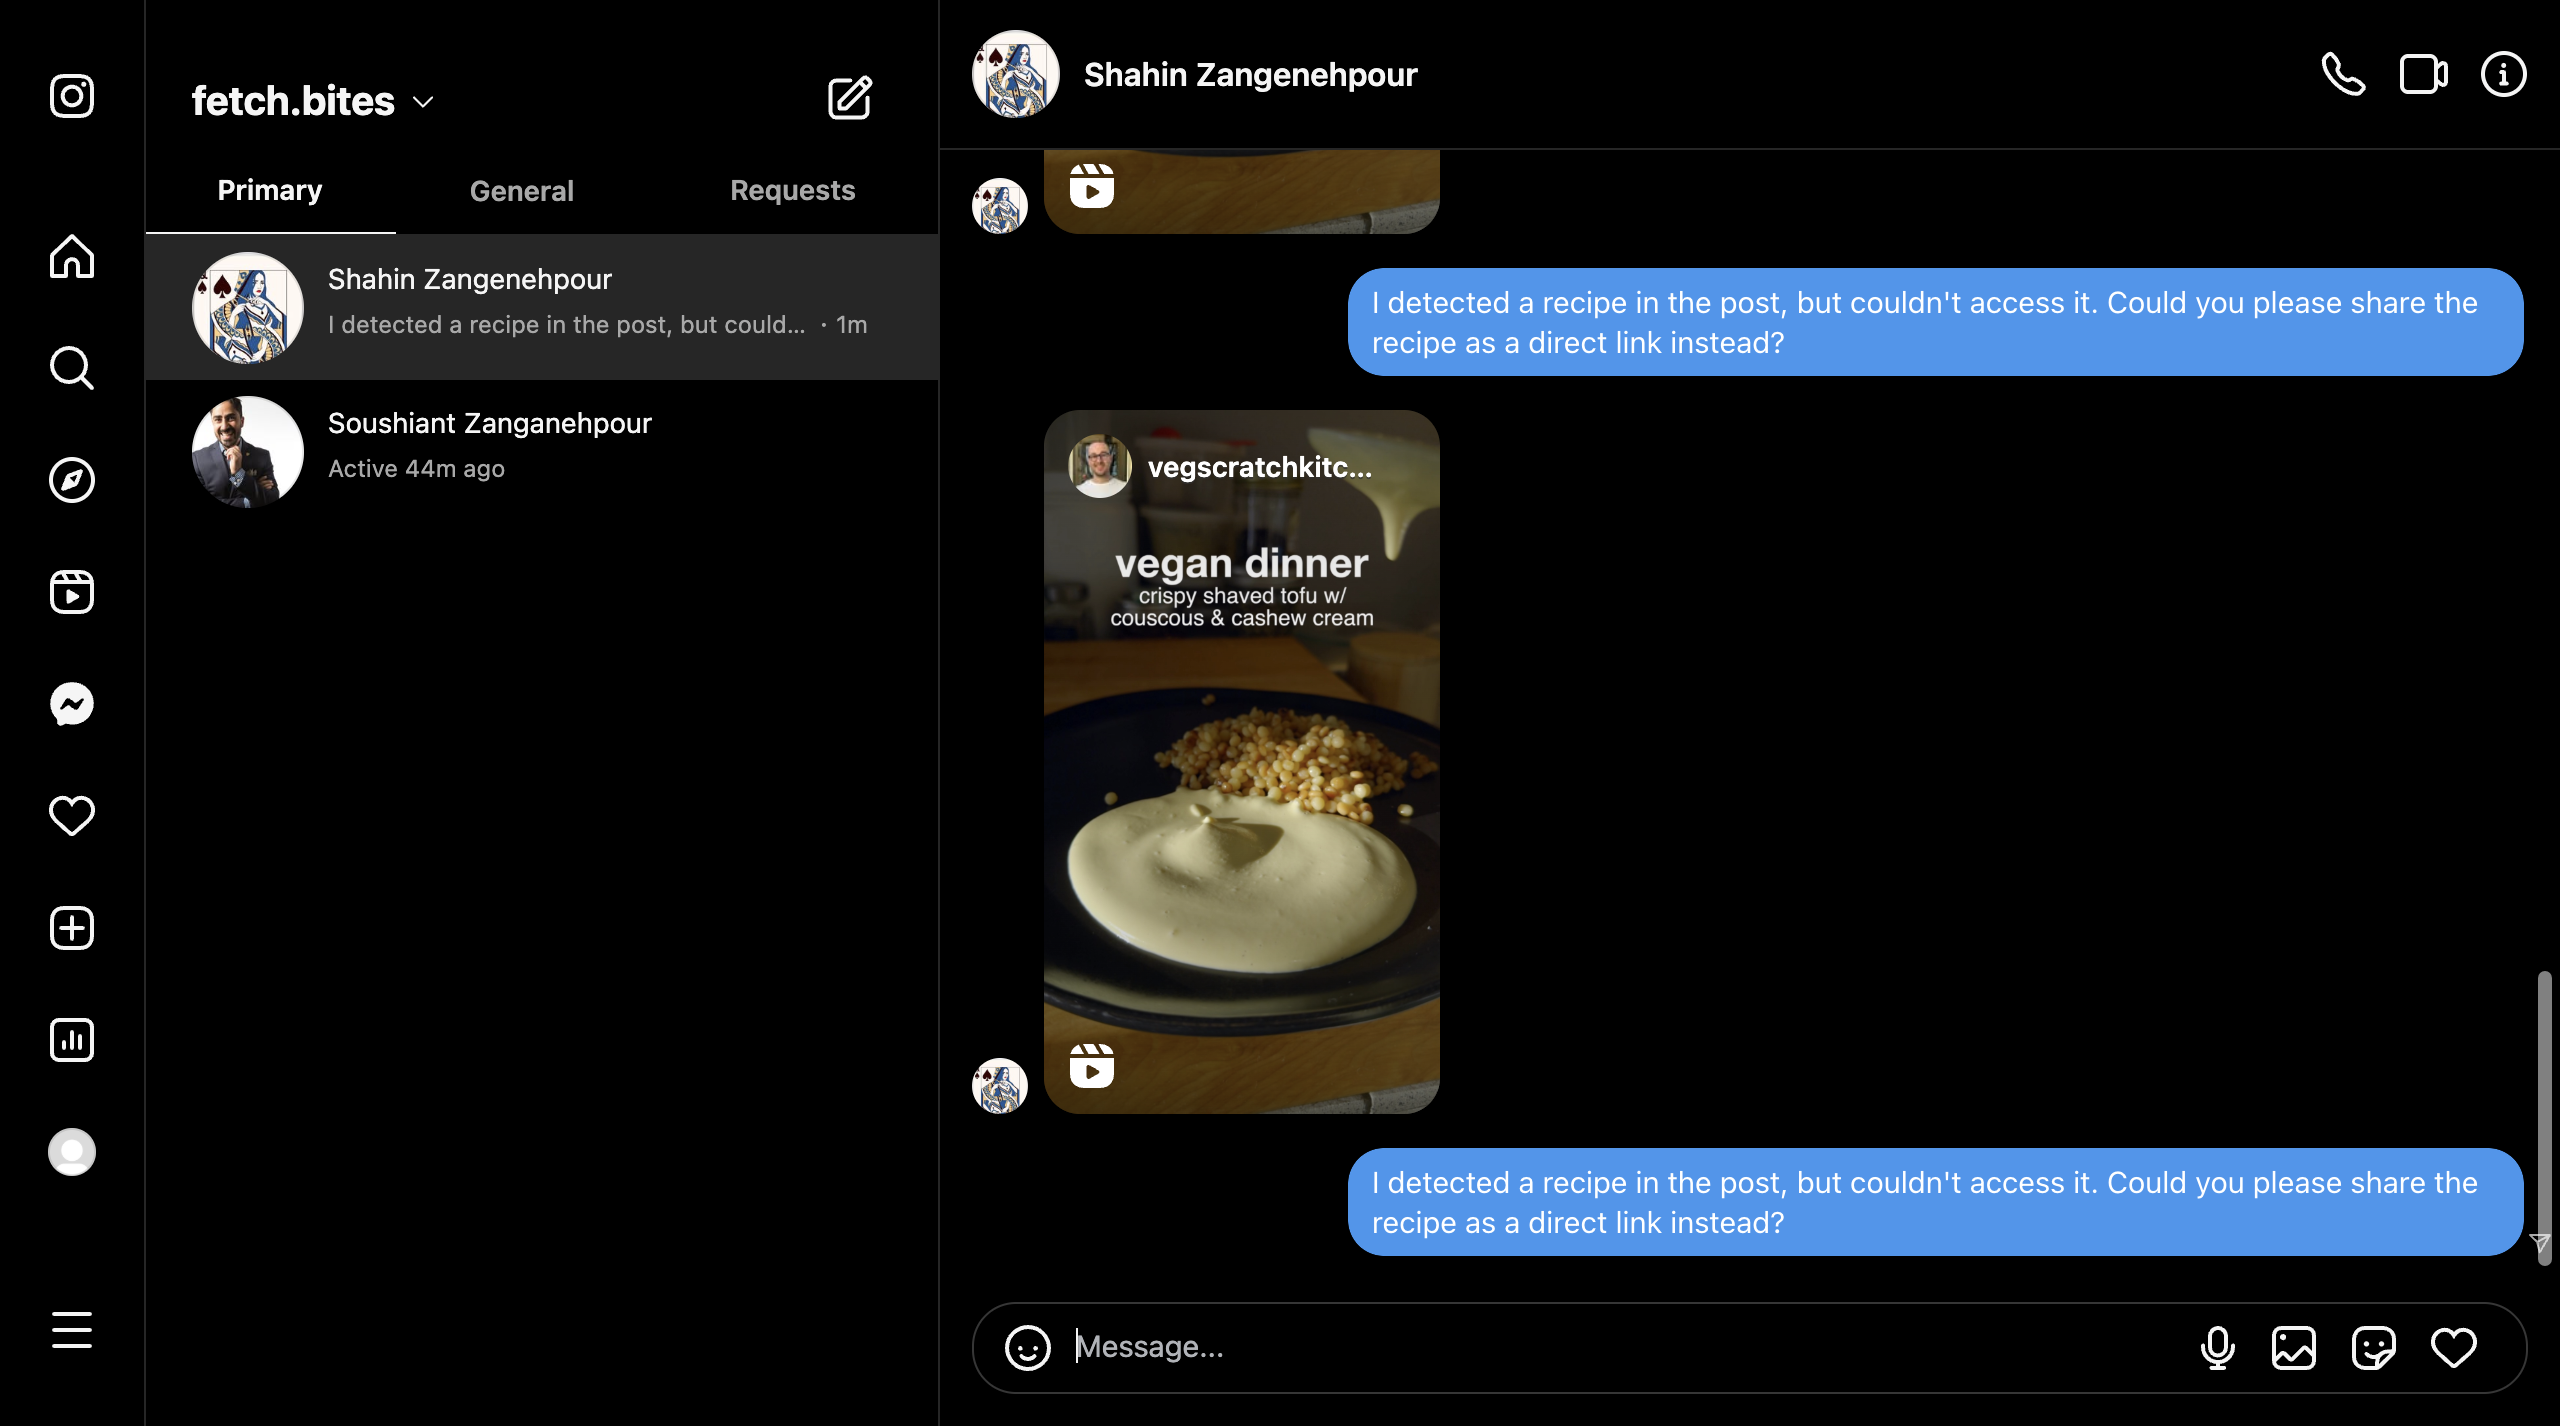 fetch.bites
Primary
General
Requests
Shahin Zangenehpour
I detected a recipe in the post, but could... · 1m
Soushiant Zanganehpour
Active 44m ago
Shahin Zangenehpour
I detected a recipe in the post, but couldn't access it. Could you please share the
recipe as a direct link instead?
vegscratchkitc...
vegan dinner
crispy shaved tofu w/
couscous & cashew cream
I detected a recipe in the post, but couldn't access it. Could you please share the
recipe as a direct link instead?
Message...